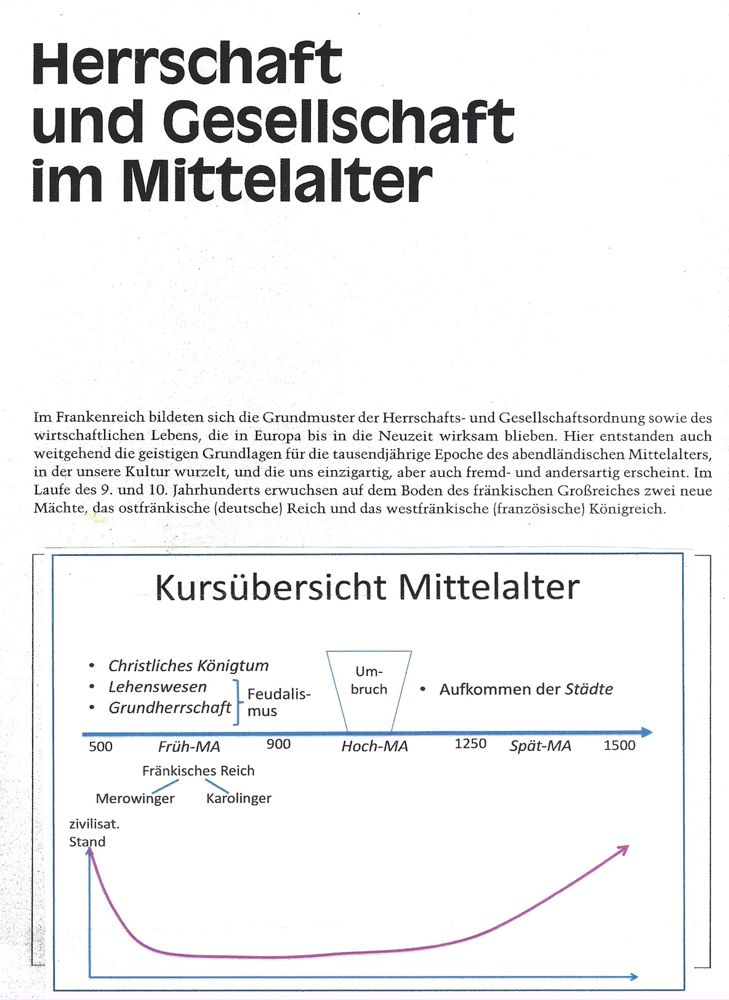 Herrschaft
und Gesellschaft
im Mittelalter
Im Frankenreich bildeten sich die Grundmuster der Herrschafts- und Gesellschaftsordnung sowie des
wirtschaftlichen Lebens, die in Europa bis in die Neuzeit wirksam blieben. Hier entstanden auch
weitgehend die geistigen Grundlagen für die tausendjährige Epoche des abendländischen Mittelalters,
in der unsere Kultur wurzelt, und die uns einzigartig, aber auch fremd- und andersartig erscheint. Im
Laufe des 9. und 10. Jahrhunderts erwuchsen auf dem Boden des fränkischen Großreiches zwei neue
Mächte, das ostfränkische (deutsche) Reich und das westfränkische (französische) Königreich.
Kursübersicht Mittelalter
• Christliches Königtum
• Lehenswesen
• Grundherrschaft
Feudalis-
mus
Um-
bruch
• Aufkommen der Städte
500 Früh-MA 900 Hoch-MA 1250 Spät-MA 1500
Fränkisches Reich
Merowinger Karolinger
zivilisat.
Stand